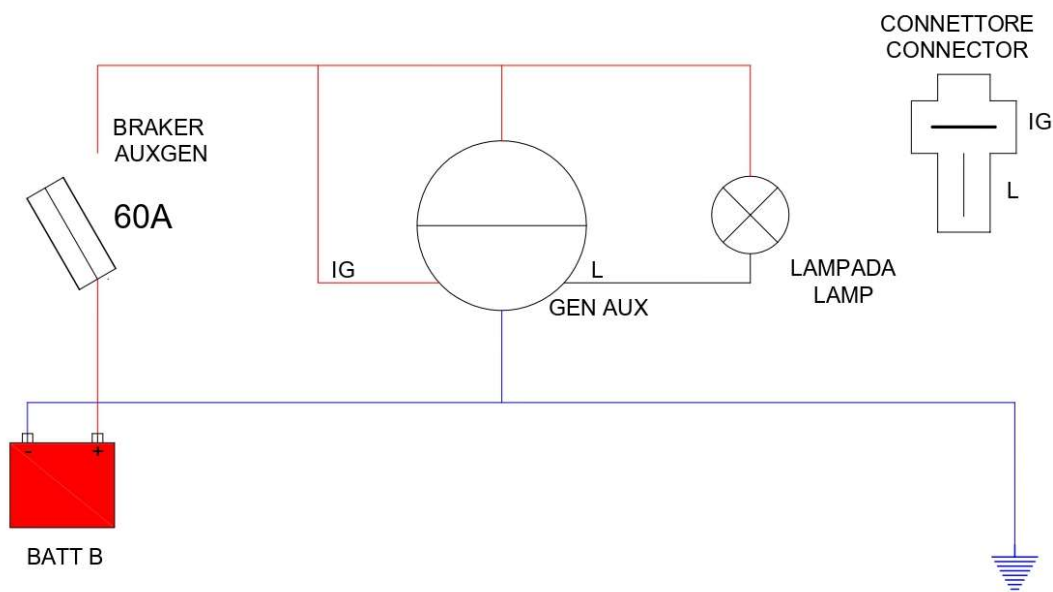 CONNETTORE
CONNECTOR
BRAKER
AUXGEN
60A
IG
L
IG
L
LAMPADA
LAMP
GEN AUX
- +
BATT B